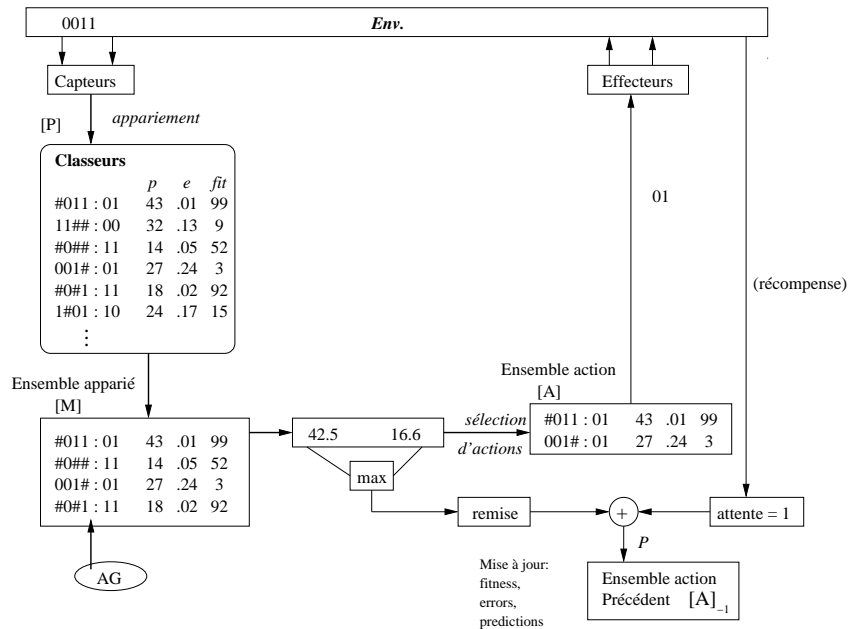 0011 Env.
Capteurs
Effecteurs
[P]
appariement
Classeurs
p e fit
#011 : 01 43 .01 99
11## : 00 32 .13 9
#0## : 11 14 .05 52
001# : 01 27 .24 3
#0#1 : 11 18 .02 92
1#01 : 10 24 .17 15
01
(récompense)
Ensemble apparié
[M]
#011 : 01 43 .01 99
#0## : 11 14 .05 52
001# : 01 27 .24 3
#0#1 : 11 18 .02 92
42.5 16.6
sélection
d'actions
Ensemble action
[A]
#011 : 01 43 .01 99
001# : 01 27 .24 3
max
remise
+
attente = 1
AG
P
Mise à jour:
fitness,
errors,
predictions
Ensemble action
Précédent [A]−1